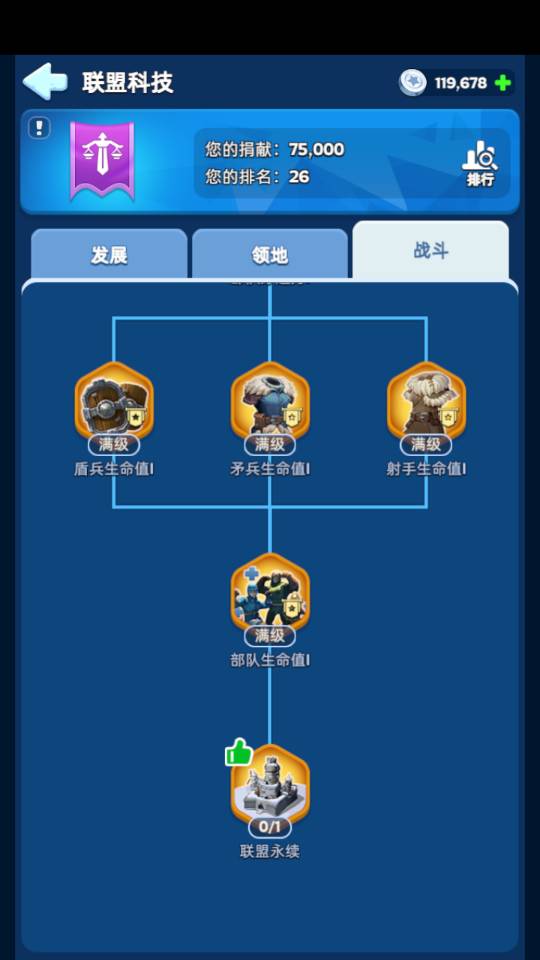 联盟科技
119,678
您的捐献：75,000
您的排名：26
排行
发展
领地
战斗
满级
满级
满级
盾兵生命值I
矛兵生命值I
射手生命值I
满级
部队生命值I
0/1
联盟永续